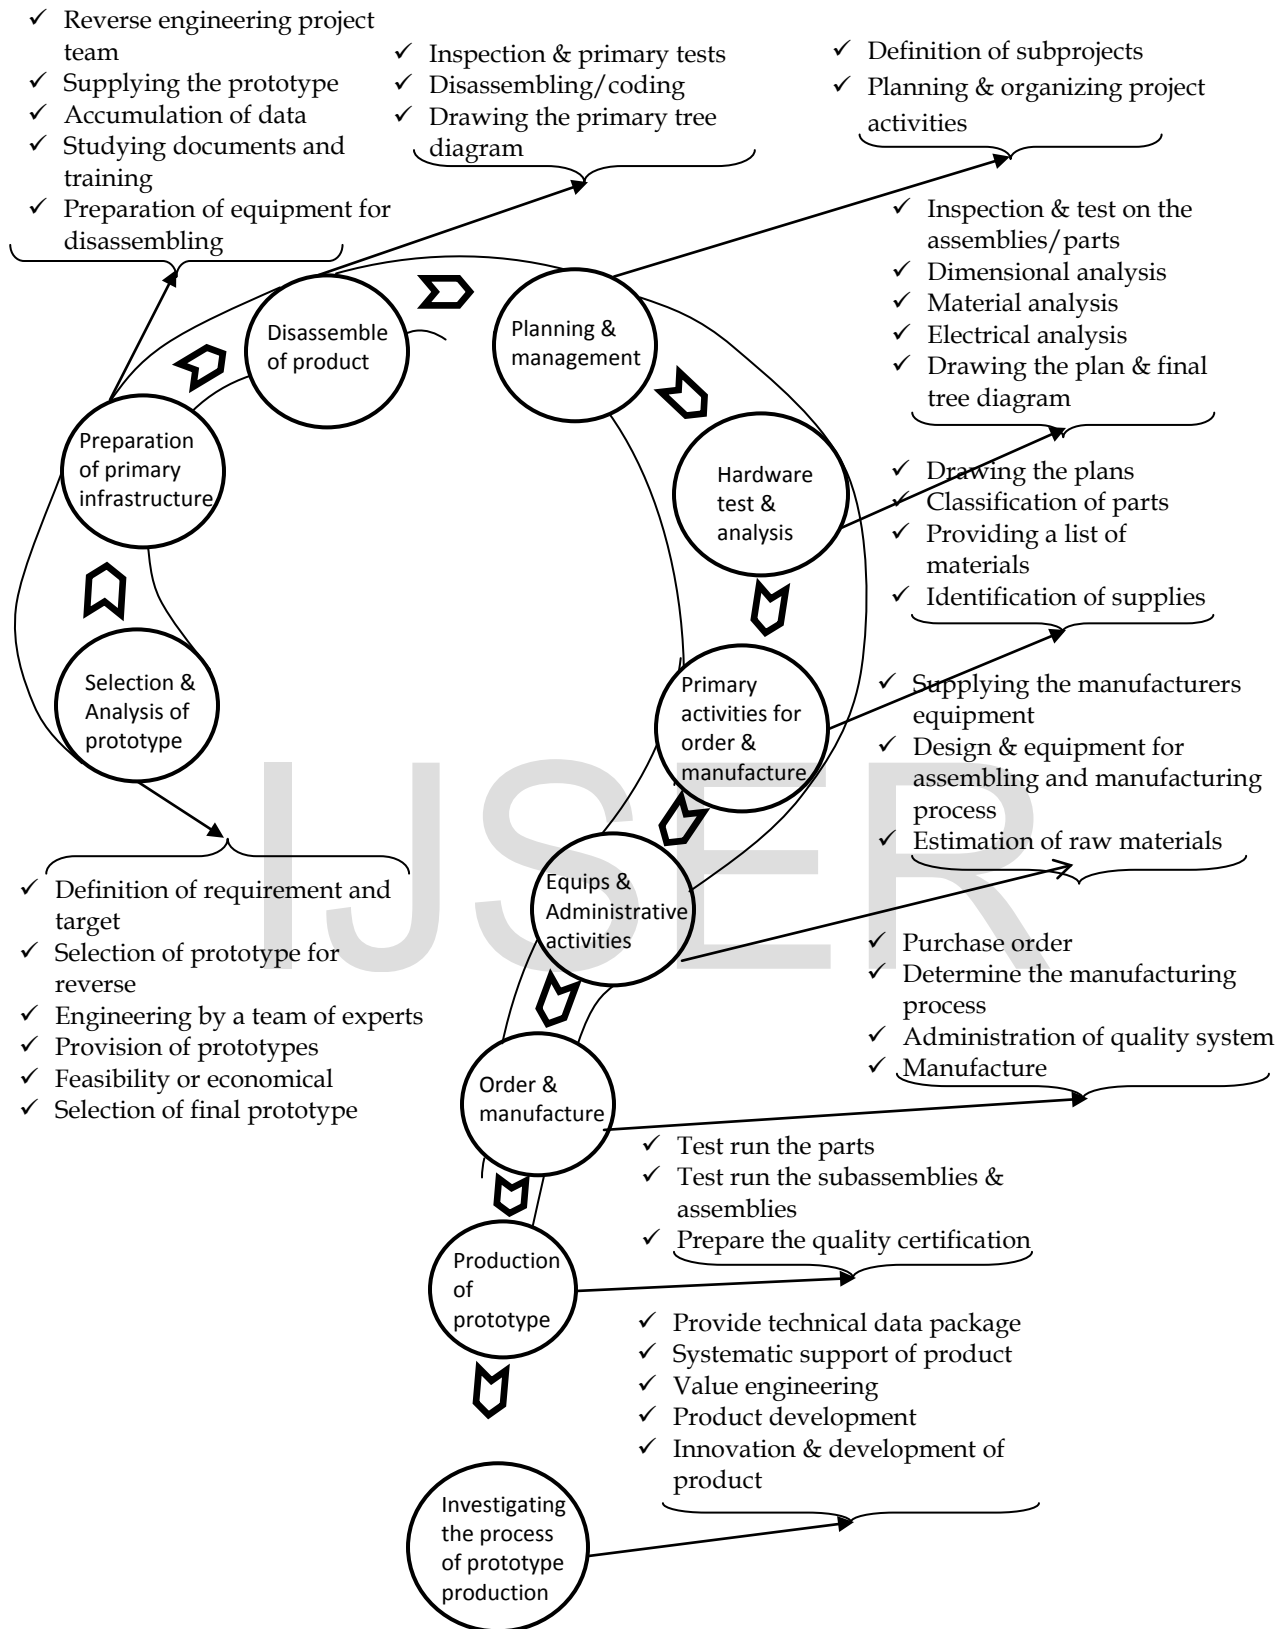 ✓ Reverse engineering project
team
✓ Supplying the prototype
✓ Accumulation of data
✓ Studying documents and
training
✓ Preparation of equipment for
disassembling
✓ Inspection & primary tests
✓ Disassembling/coding
✓ Drawing the primary tree
diagram
✓ Definition of subprojects
✓ Planning & organizing project
activities
✓ Inspection & test on the
assemblies/parts
✓ Dimensional analysis
✓ Material analysis
✓ Electrical analysis
✓ Drawing the plan & final
tree diagram
Disassemble
of product
Planning &
management
Preparation
of primary
infrastructure
Hardware
test &
analysis
✓ Drawing the plans
✓ Classification of parts
✓ Providing a list of
materials
✓ Identification of supplies
Selection &
Analysis of
prototype
Primary
activities for
order &
manufacture
✓ Supplying the manufacturers
equipment
✓ Design & equipment for
assembling and manufacturing
process
✓ Estimation of raw materials
IJSER
✓ Definition of requirement and
target
✓ Selection of prototype for
reverse
✓ Engineering by a team of experts
✓ Provision of prototypes
✓ Feasibility or economical
✓ Selection of final prototype
Equips &
Administrative
activities
✓ Purchase order
✓ Determine the manufacturing
process
✓ Administration of quality system
✓ Manufacture
Order &
manufacture
✓ Test run the parts
✓ Test run the subassemblies &
assemblies
✓ Prepare the quality certification
Production
of
prototype
✓ Provide technical data package
✓ Systematic support of product
✓ Value engineering
✓ Product development
✓ Innovation & development of
product
Investigating
the process
of prototype
production